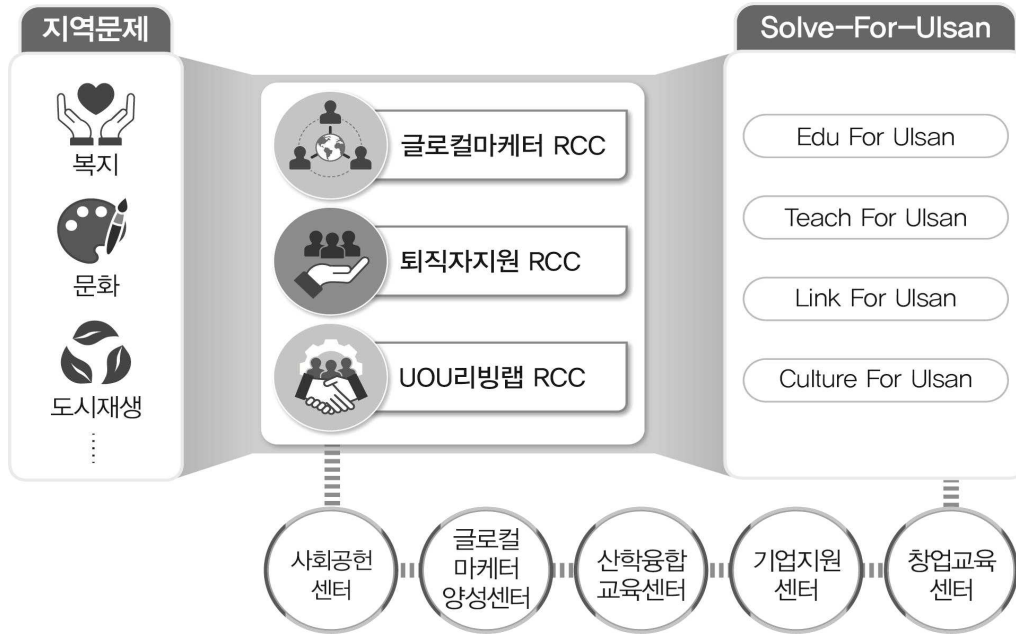 지역문제
복지
문화
도시재생
글로컬마케터 RCC
퇴직자지원 RCC
UOU리빙랩 RCC
Solve-For-Ulsan
Edu For Ulsan
Teach For Ulsan
Link For Ulsan
Culture For Ulsan
사회공헌
센터
글로컬
마케터
양성센터
산학융합
교육센터
기업지원
센터
창업교육
센터